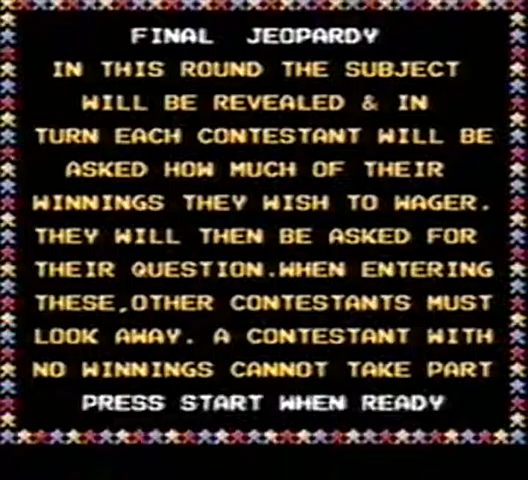 FINAL JEOPARDY
IN THIS ROUND THE SUBJECT
WILL BE REVEALED & IN
TURN EACH CONTESTANT WILL BE
ASKED HOW MUCH OF THEIR
WINNINGS THEY WISH TO WAGER.
THEY WILL THEN BE ASKED FOR
THEIR QUESTION.WHEN ENTERING
THESE,OTHER CONTESTANTS MUST
LOOK AWAY. A CONTESTANT WITH
NO WINNINGS CANNOT TAKE PART
PRESS START WHEN READY